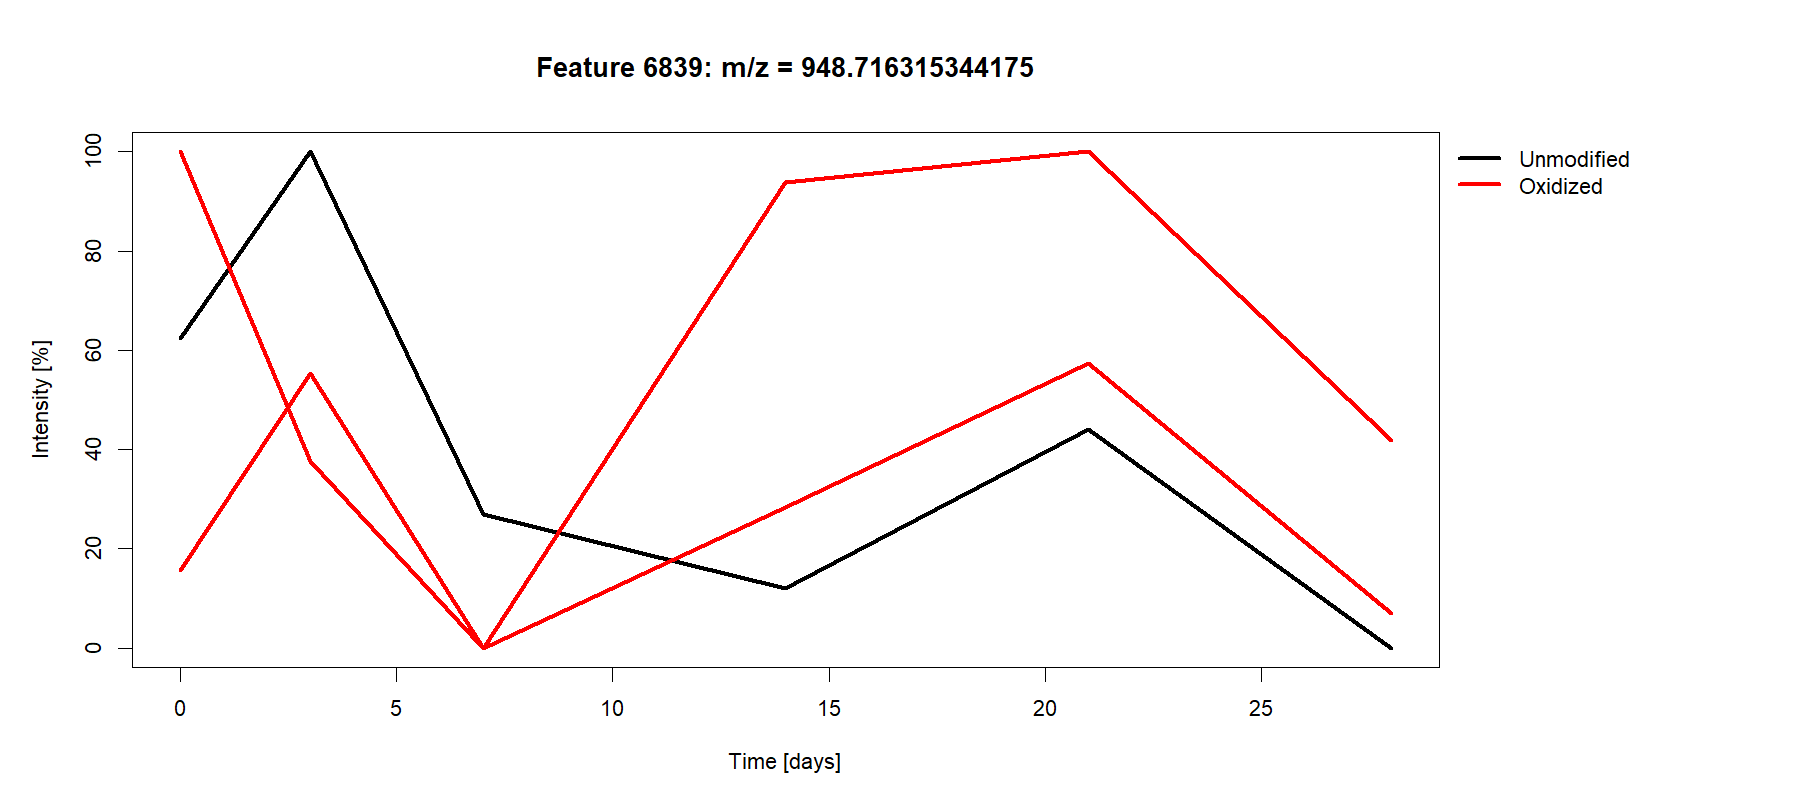 Feature 6839: m/z = 948.716315344175
Unmodified
Oxidized
Intensity [%]
100
80
60
40
20
0
0 5 10 15 20 25
Time [days]